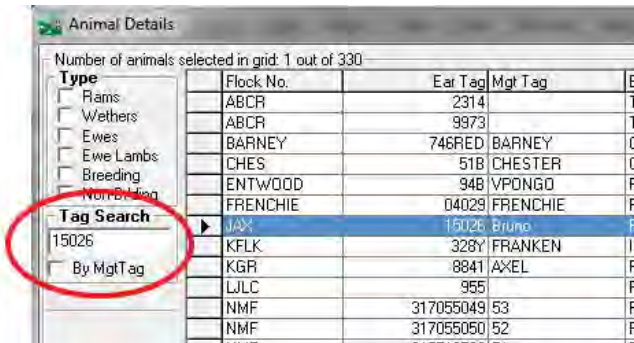 Animal Details
Number of animals selected in grid: 1 out of 330
Type
Rams
Wethers
Ewes
Ewe Lambs
Breeding
Tag Search
15026
By MgtTag
Flock No. Ear Tag Mgt Tag
ABCR 2314
ABCR 9973
BARNEY 746RED BARNEY
CHES 51B CHESTER
ENTWOOD 94B VPONGO
FRENCHIE 04029 FRENCHIE
JAX 15026 Bruno
KFLK 328Y FRANKEN
KGR 8841 AXEL
LJLC 955
NMF 317055049 53
NMF 317055050 52